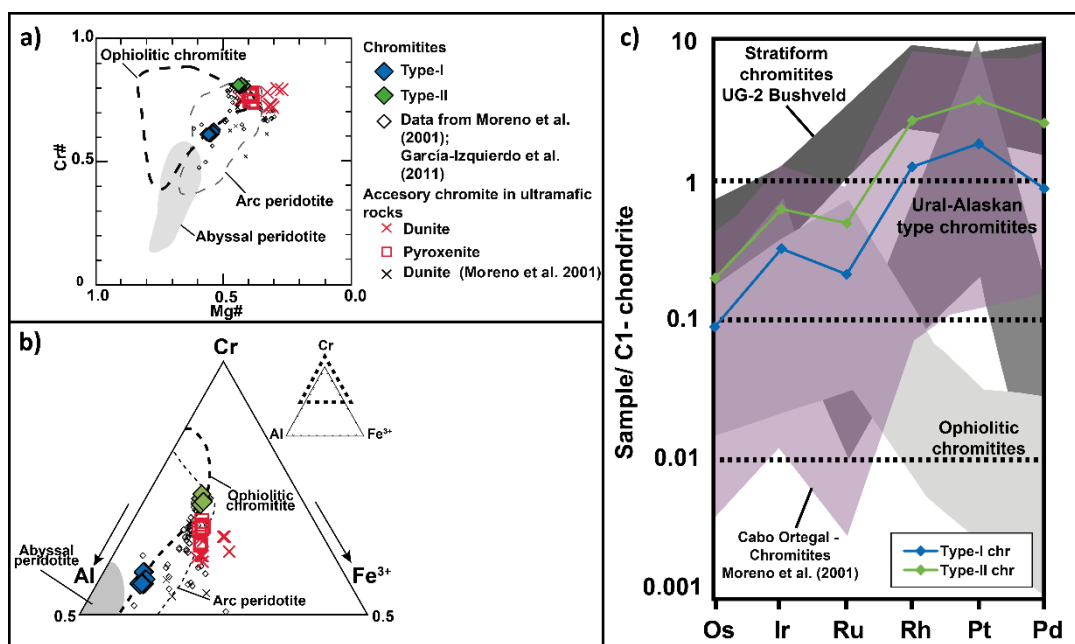 a)
1.0
Ophiolitic chromitite
Cr#
0.5
Arc peridotite
Abyssal peridotite
0
1.0
0.5
0.0
Mg#
Chromitites
Type-I
Type-II
Data from Moreno et al.
(2001);
García-Izquierdo et al.
(2011)
Accesory chromite in ultramafic
rocks
Dunite
Pyroxenite
Dunite (Moreno et al. 2001)
b)
Cr
Cr
Al
Fe³⁺
Ophiolitic
chromitite
Abyssal
peridotite
Al
Fe³⁺
Arc peridotite
0.5
0.5
c)
10
Stratiform
chromitites
UG-2 Bushveld
1
Ural-Alaskan
type chromitites
Sample/ C1- chondrite
0.1
Ophiolitic
chromitites
0.01
Cabo Ortegal -
Chromitites
Moreno et al. (2001)
Type-I chr
Type-II chr
0.001
Os
Ir
Ru
Rh
Pt
Pd